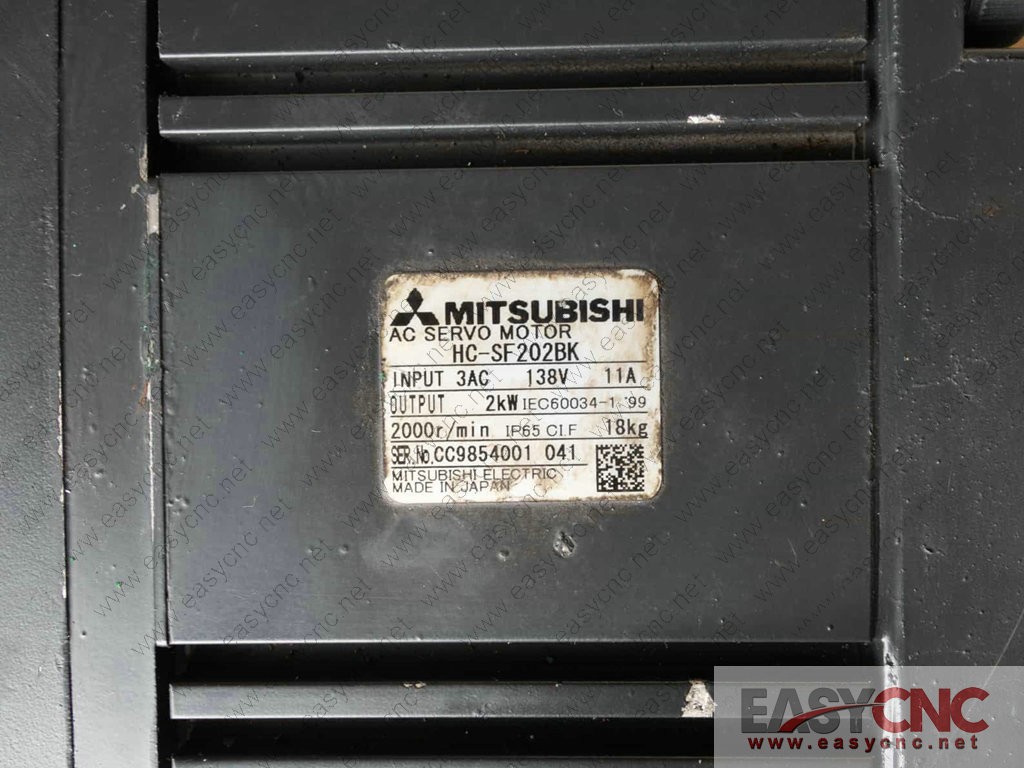 MITSUBISHI
AC SERVO MOTOR
HC-SF202BK
INPUT 3AC 138V 11A
OUTPUT 2kW IEC60034-1 '99
2000r/min IP65 CI.F 18kg
SER.No.CC9854001 041
MITSUBISHI ELECTRIC
MADE IN JAPAN
EASYCNC
www.easycnc.net